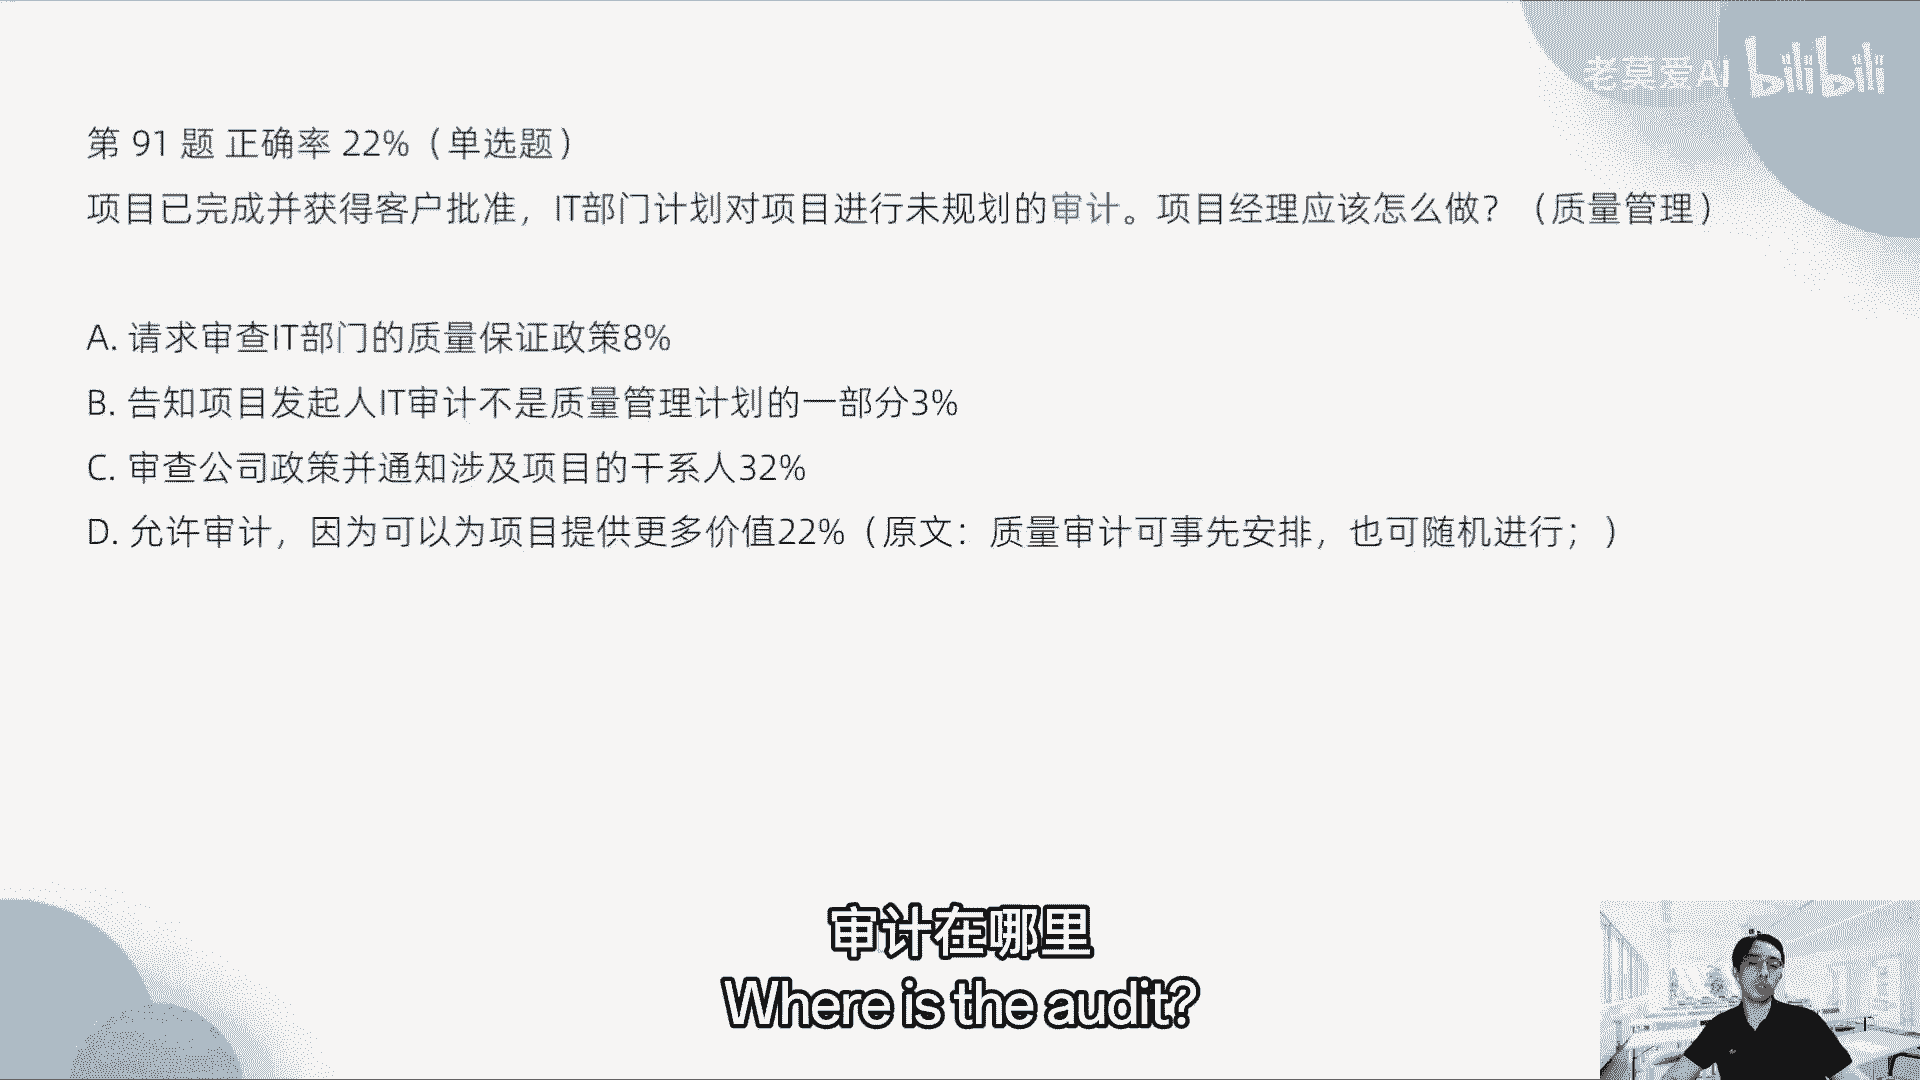 老莫爱AI bilibili
第 91 题 正确率 22%（单选题）
项目已完成并获得客户批准，IT部门计划对项目进行未规划的审计。项目经理应该怎么做？（质量管理）
A. 请求审查IT部门的质量保证政策8%
B. 告知项目发起人IT审计不是质量管理计划的一部分3%
C. 审查公司政策并通知涉及项目的干系人32%
D. 允许审计，因为可以为项目提供更多价值22%（原文：质量审计可事先安排，也可随机进行；）
审计在哪里
Where is the audit?